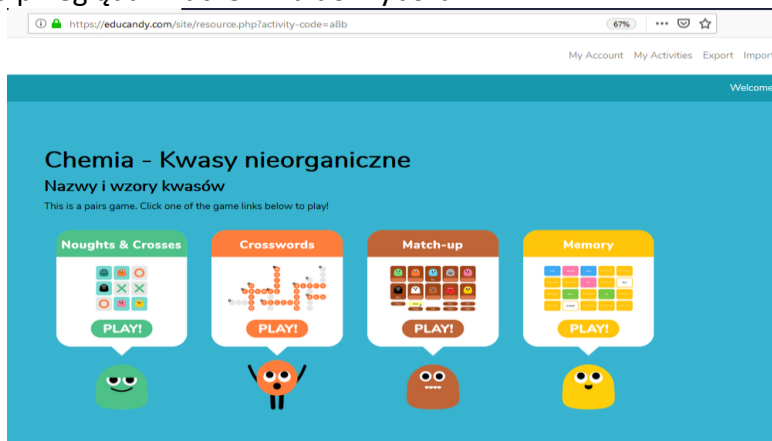 https://educandy.com/site/resource.php?activity-code=a8b 67%
My Account My Activities Export Import
Welcome
Chemia - Kwasy nieorganiczne
Nazwy i wzory kwasów
This is a pairs game. Click one of the game links below to play!
Noughts & Crosses Crosswords Match-up Memory
PLAY! PLAY! PLAY! PLAY!